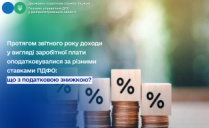 Протягом звітного року доходи
у вигляді заробітної плати
оподатковувалися за різними
ставками ПДФО:
що з податковою знижкою?
% % %